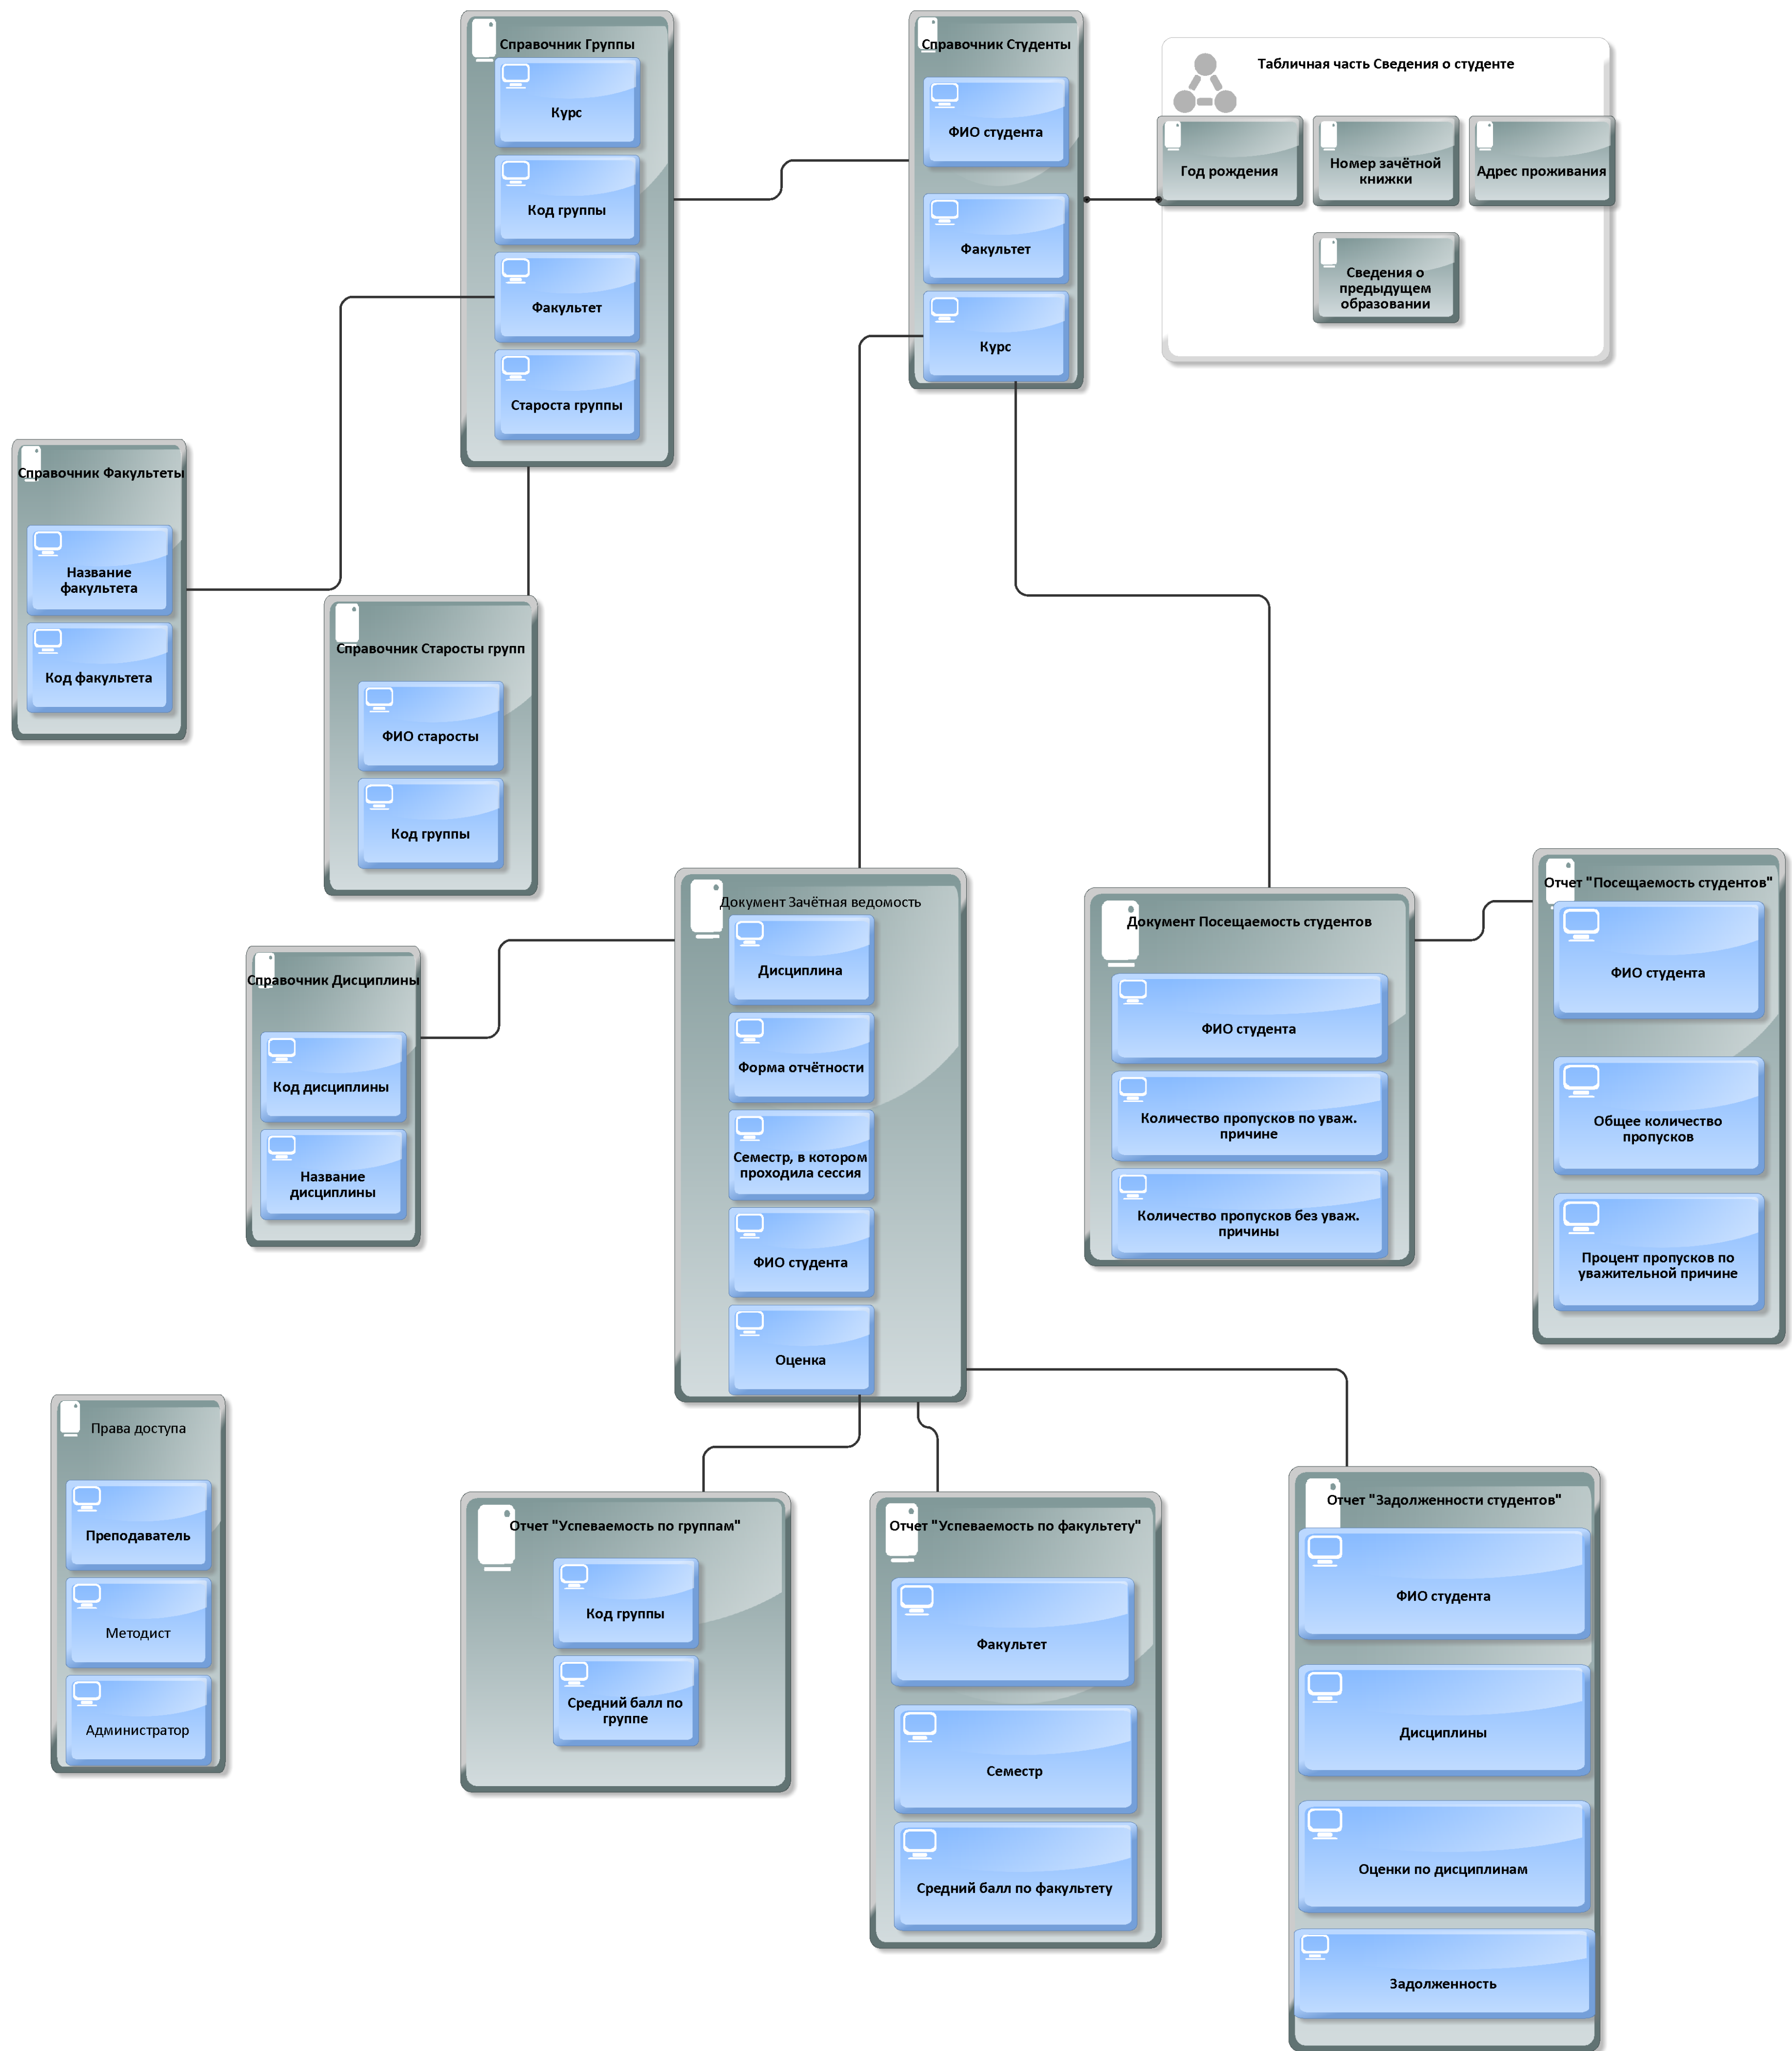 Справочник Группы
Курс
Код группы
Факультет
Староста группы
Справочник Студенты
ФИО студента
Факультет
Курс
Табличная часть Сведения о студенте
Год рождения
Номер зачётной
книжки
Адрес проживания
Сведения о
предыдущем
образовании
Справочник Факультеты
Название
факультета
Код факультета
Справочник Старосты групп
ФИО старосты
Код группы
Справочник Дисциплины
Код дисциплины
Название
дисциплины
Документ Зачётная ведомость
Дисциплина
Форма отчётности
Семестр, в котором
проходила сессия
ФИО студента
Оценка
Документ Посещаемость студентов
ФИО студента
Количество пропусков по уваж.
причине
Количество пропусков без уваж.
причины
Отчет "Посещаемость студентов"
ФИО студента
Общее количество
пропусков
Процент пропусков по
уважительной причине
Права доступа
Преподаватель
Методист
Администратор
Отчет "Успеваемость по группам"
Код группы
Средний балл по
группе
Отчет "Успеваемость по факультету"
Факультет
Семестр
Средний балл по факультету
Отчет "Задолженности студентов"
ФИО студента
Дисциплины
Оценки по дисциплинам
Задолженность